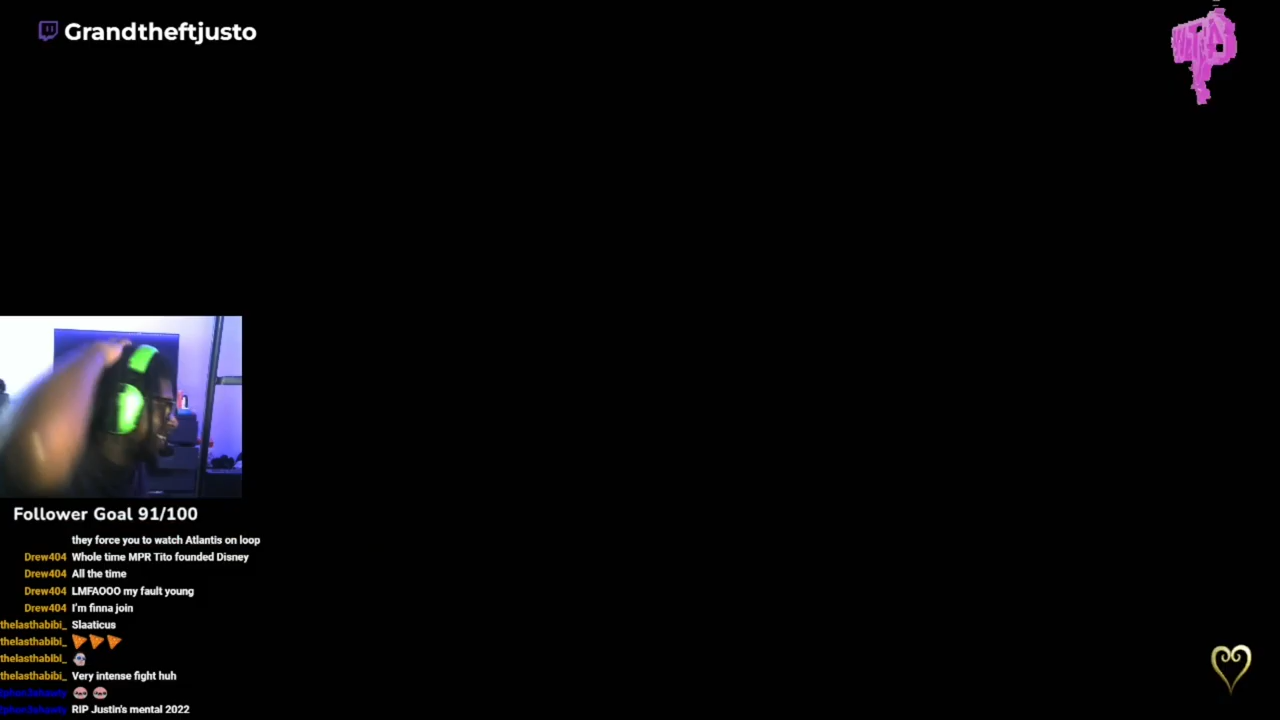 Grandtheftjusto
Follower Goal 91/100
they force you to watch Atlantis on loop
Drew404 Whole time MPR Tito founded Disney
Drew404 All the time
Drew404 LMFAOOO my fault young
Drew404 I'm finna join
thelasthabibi_ Slaaticus
thelasthabibi_
thelasthabibi_
thelasthabibi_ Very intense fight huh
RIP Justin's mental 2022